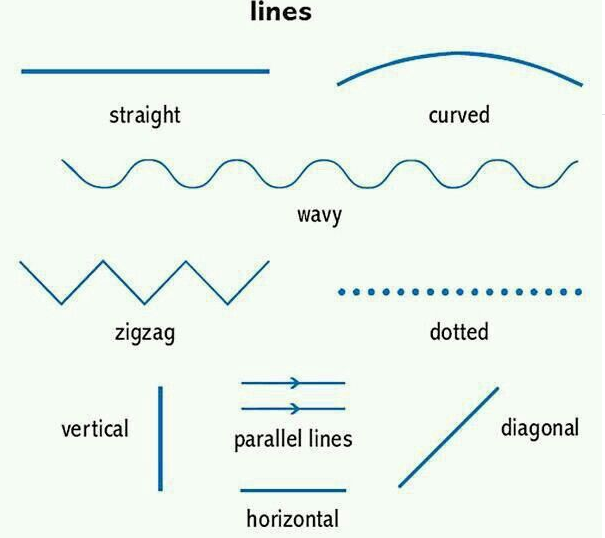 lines
straight
curved
wavy
zigzag
dotted
vertical
parallel lines
diagonal
horizontal